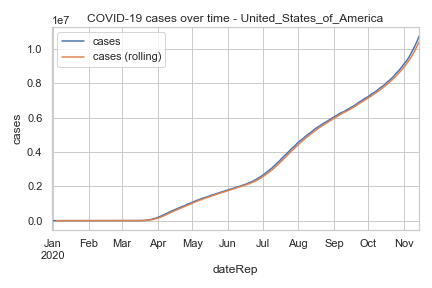 COVID-19 cases over time - United_States_of_America
1e7
cases
cases (rolling)
1.0
0.8
0.6
0.4
0.2
0.0
cases
Jan Feb Mar Apr May Jun Jul Aug Sep Oct Nov
2020
dateRep